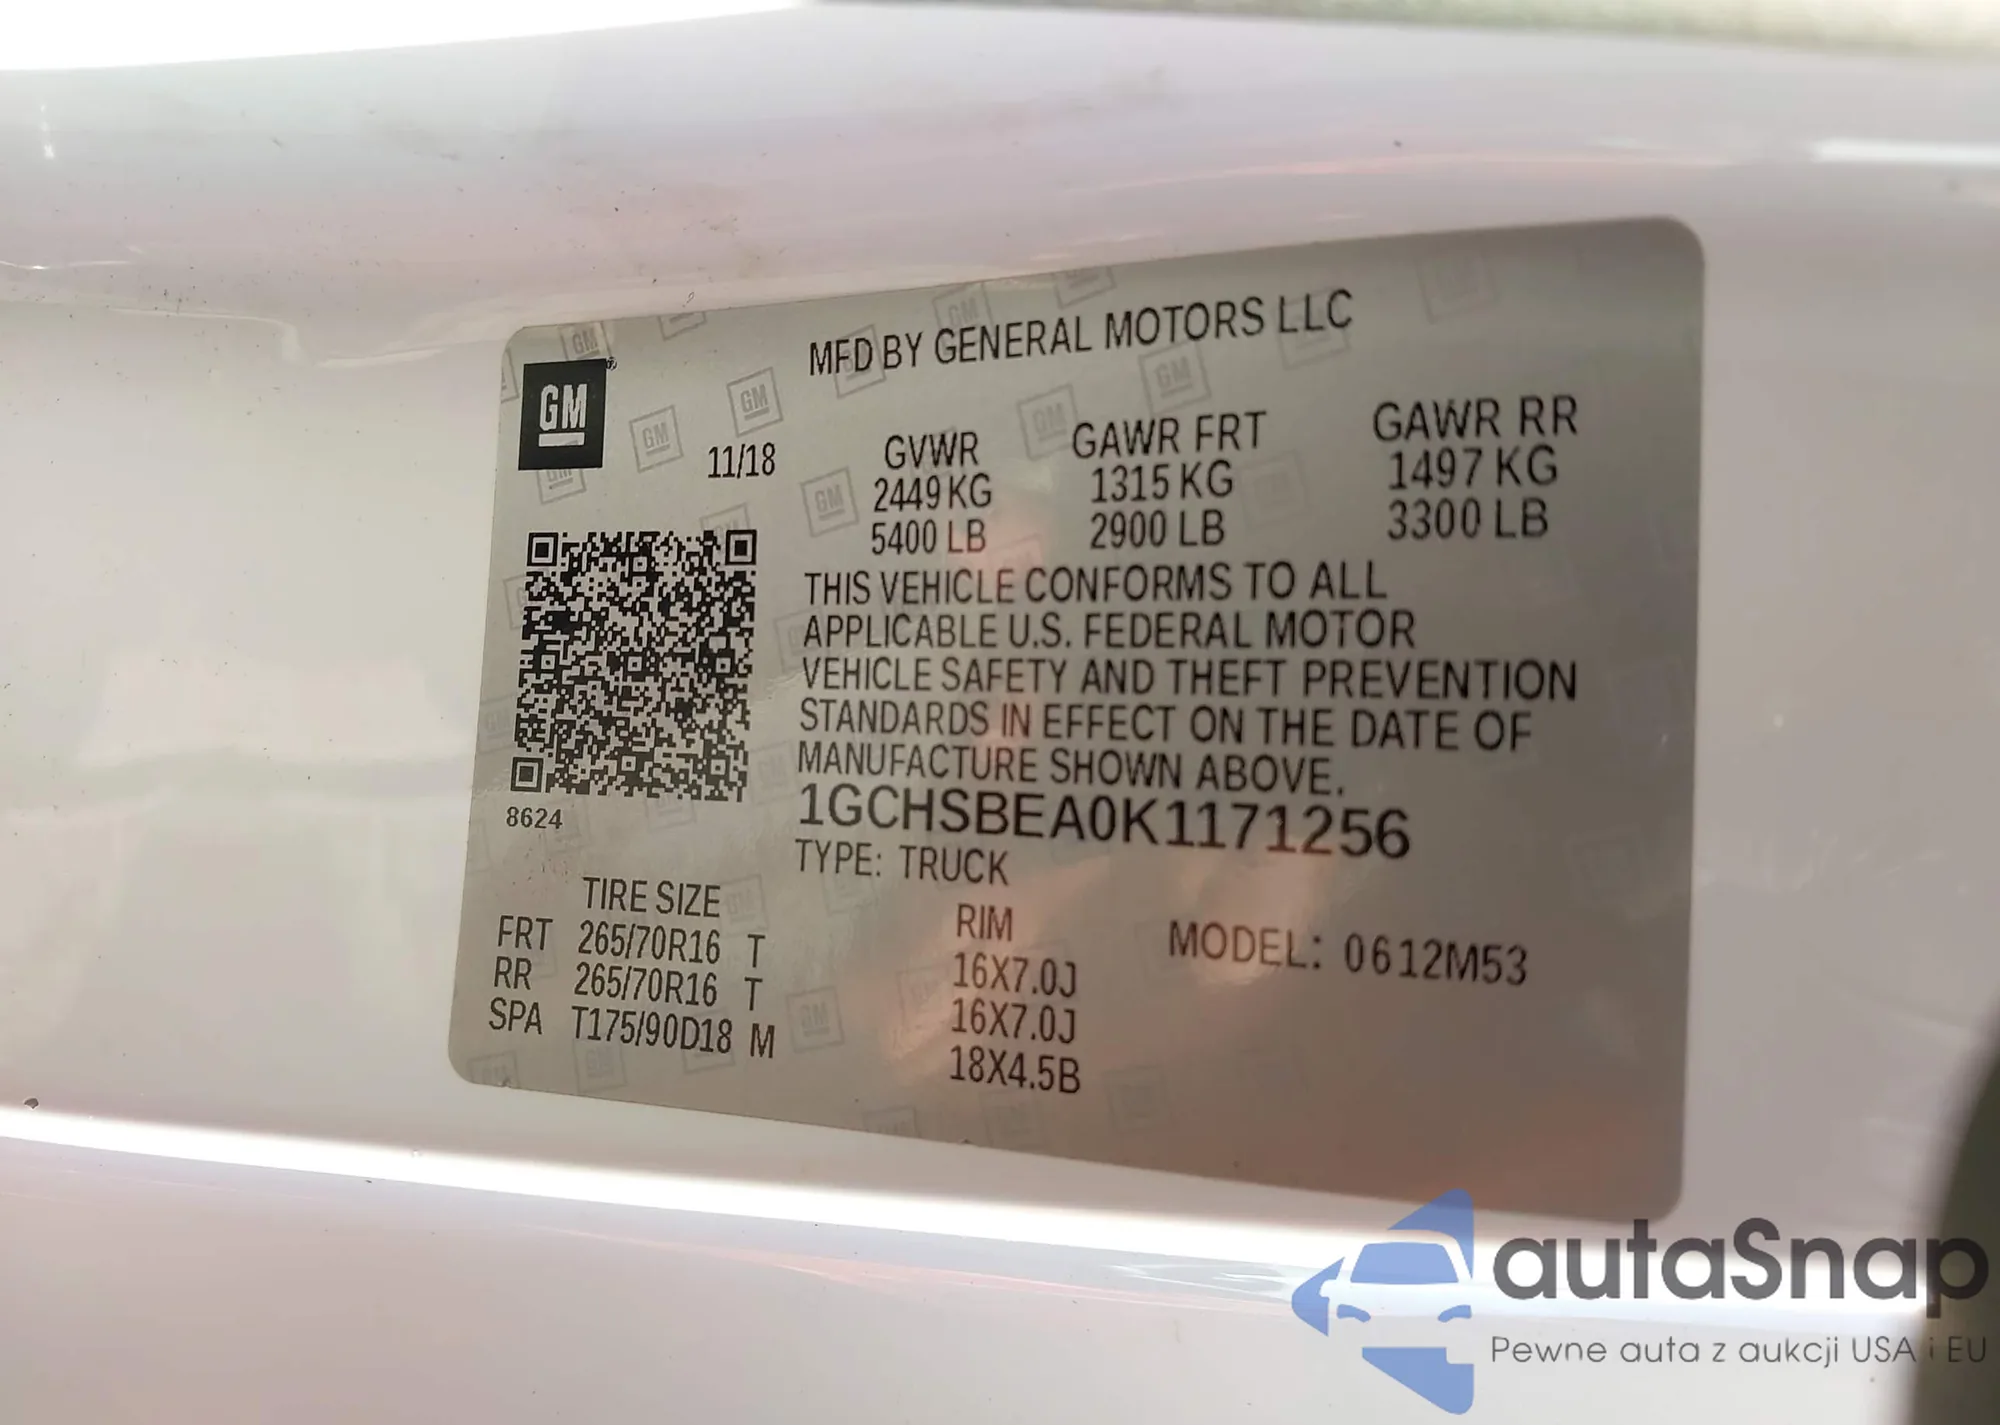 MFD BY GENERAL MOTORS LLC
GM
11/18
GVWR GAWR FRT GAWR RR
2449 KG 1315 KG 1497 KG
5400 LB 2900 LB 3300 LB
THIS VEHICLE CONFORMS TO ALL
APPLICABLE U.S. FEDERAL MOTOR
VEHICLE SAFETY AND THEFT PREVENTION
STANDARDS IN EFFECT ON THE DATE OF
MANUFACTURE SHOWN ABOVE.
1GCHSBEA0K1171256
8624
TYPE: TRUCK
TIRE SIZE RIM MODEL: 0612M53
FRT 265/70R16 T 16X7.0J
RR 265/70R16 T 16X7.0J
SPA T175/90D18 M 18X4.5B
autaSnap
Pewne auta z aukcji USA i EU